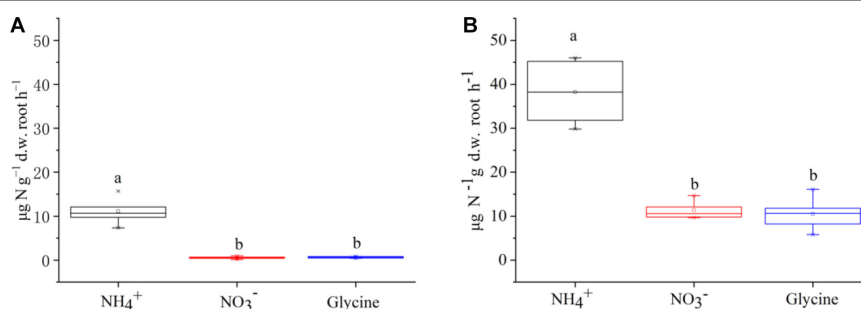 A
μg N g⁻¹ d.w. root h⁻¹
50
40
30
20
10
0
a
b
b
NH₄⁺
NO₃⁻
Glycine
B
μg N ⁻¹g d.w. root h⁻¹
50
40
30
20
10
0
a
b
b
NH₄⁺
NO₃⁻
Glycine